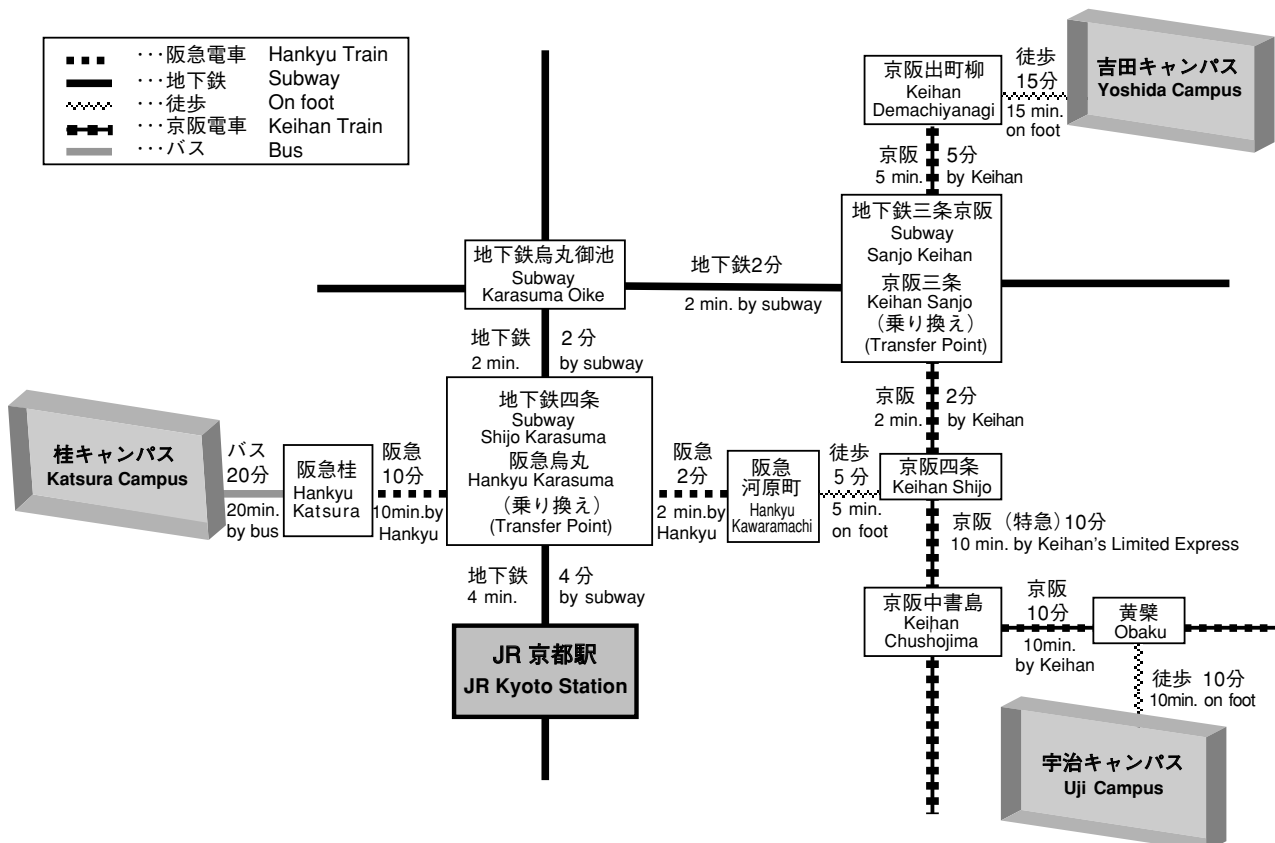 ･･･阪急電車 Hankyu Train
･･･地下鉄 Subway
･･･徒歩 On foot
･･･京阪電車 Keihan Train
･･･バス Bus
京阪出町柳
Keihan
Demachiyanagi
徒歩
15分
15 min.
on foot
吉田キャンパス
Yoshida Campus
京阪 5分
5 min. by Keihan
地下鉄烏丸御池
Subway
Karasuma Oike
地下鉄2分
2 min. by subway
地下鉄三条京阪
Subway
Sanjo Keihan
京阪三条
Keihan Sanjo
（乗り換え）
(Transfer Point)
地下鉄 2分
2 min. by subway
京阪 2分
2 min. by Keihan
桂キャンパス
Katsura Campus
バス
20分
20min.
by bus
阪急桂
Hankyu
Katsura
阪急
10分
10min.by
Hankyu
地下鉄四条
Subway
Shijo Karasuma
阪急烏丸
Hankyu Karasuma
（乗り換え）
(Transfer Point)
阪急
2分
2 min.by
Hankyu
阪急
河原町
Hankyu
Kawaramachi
徒歩
5分
5 min.
on foot
京阪四条
Keihan Shijo
京阪（特急）10分
10 min. by Keihan's Limited Express
地下鉄 4分
4 min. by subway
JR 京都駅
JR Kyoto Station
京阪中書島
Keihan
Chushojima
京阪
10分
10min.
by Keihan
黄檗
Obaku
徒歩 10分
10min. on foot
宇治キャンパス
Uji Campus